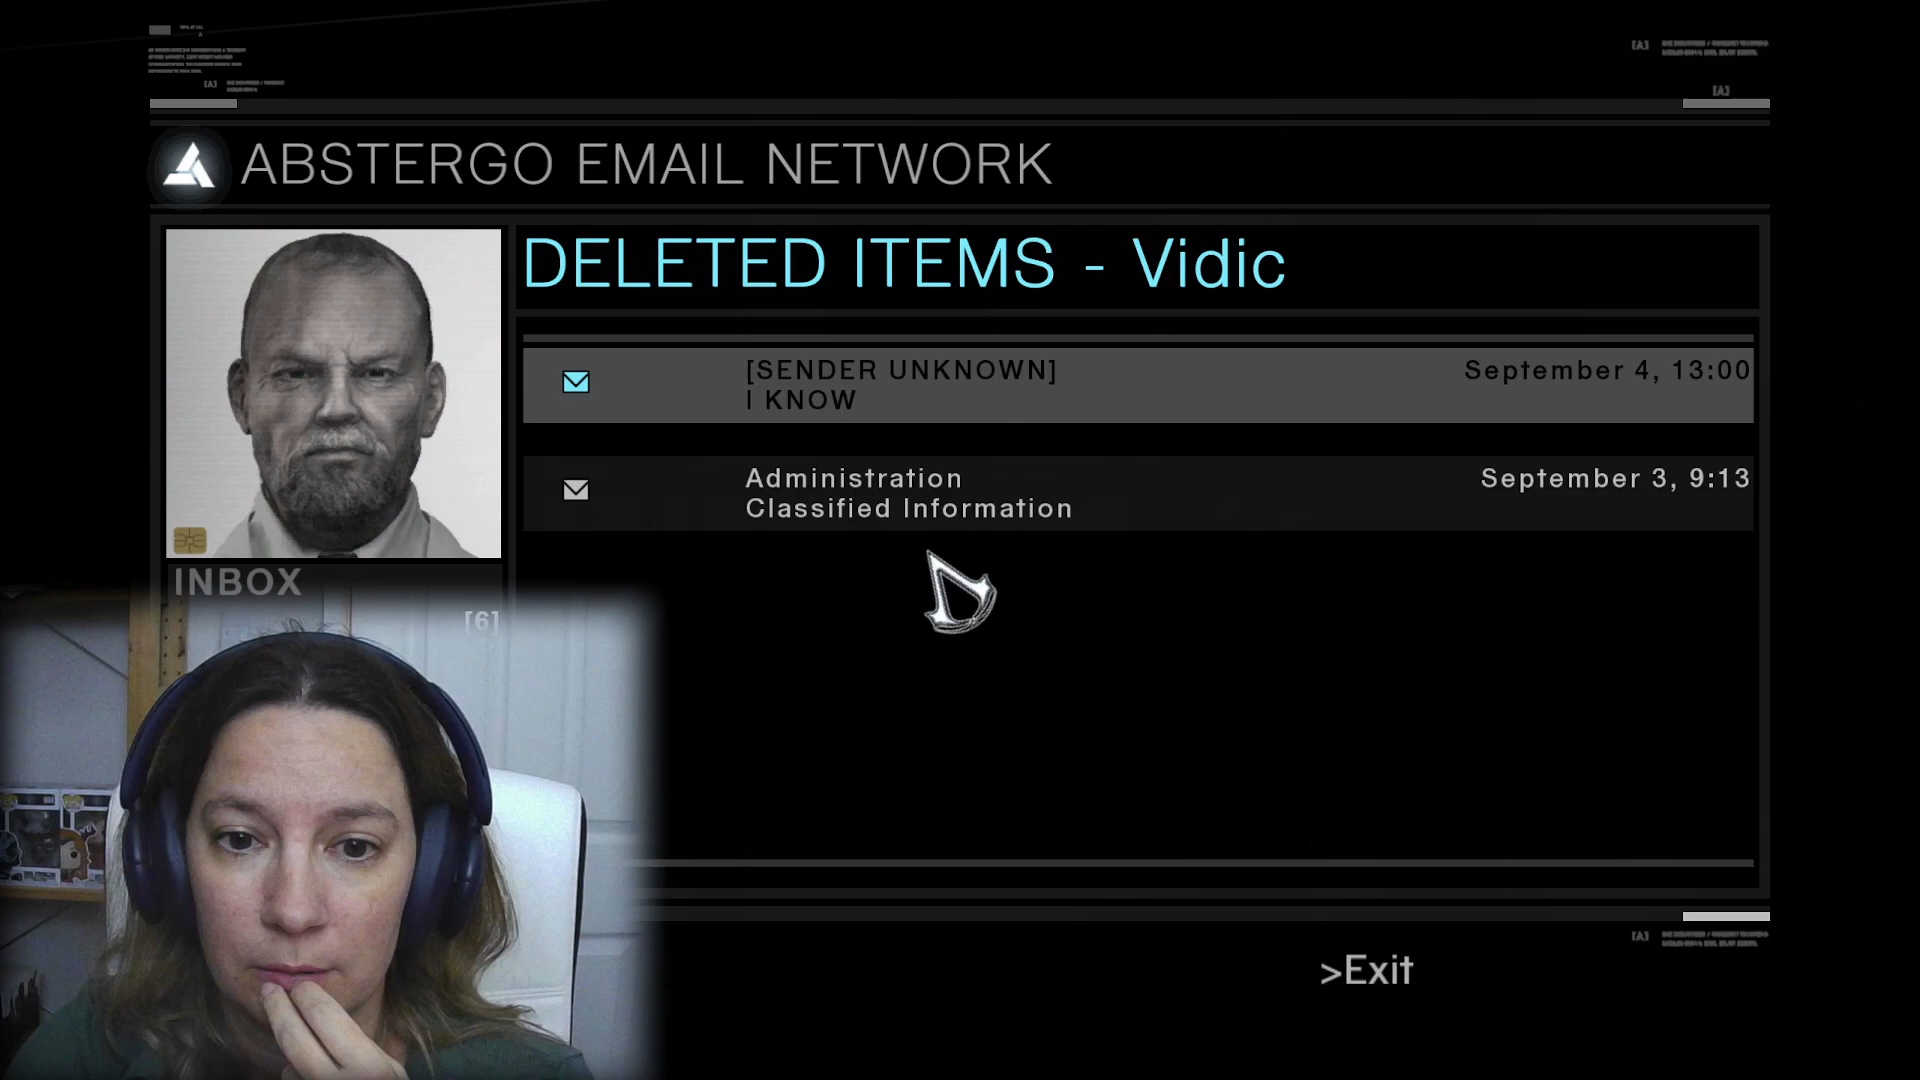 [A]
[A]
[A]
ABSTERGO EMAIL NETWORK
DELETED ITEMS - Vidic
[SENDER UNKNOWN]
September 4, 13:00
I KNOW
Administration
September 3, 9:13
Classified Information
INBOX
[6]
[A]
>Exit